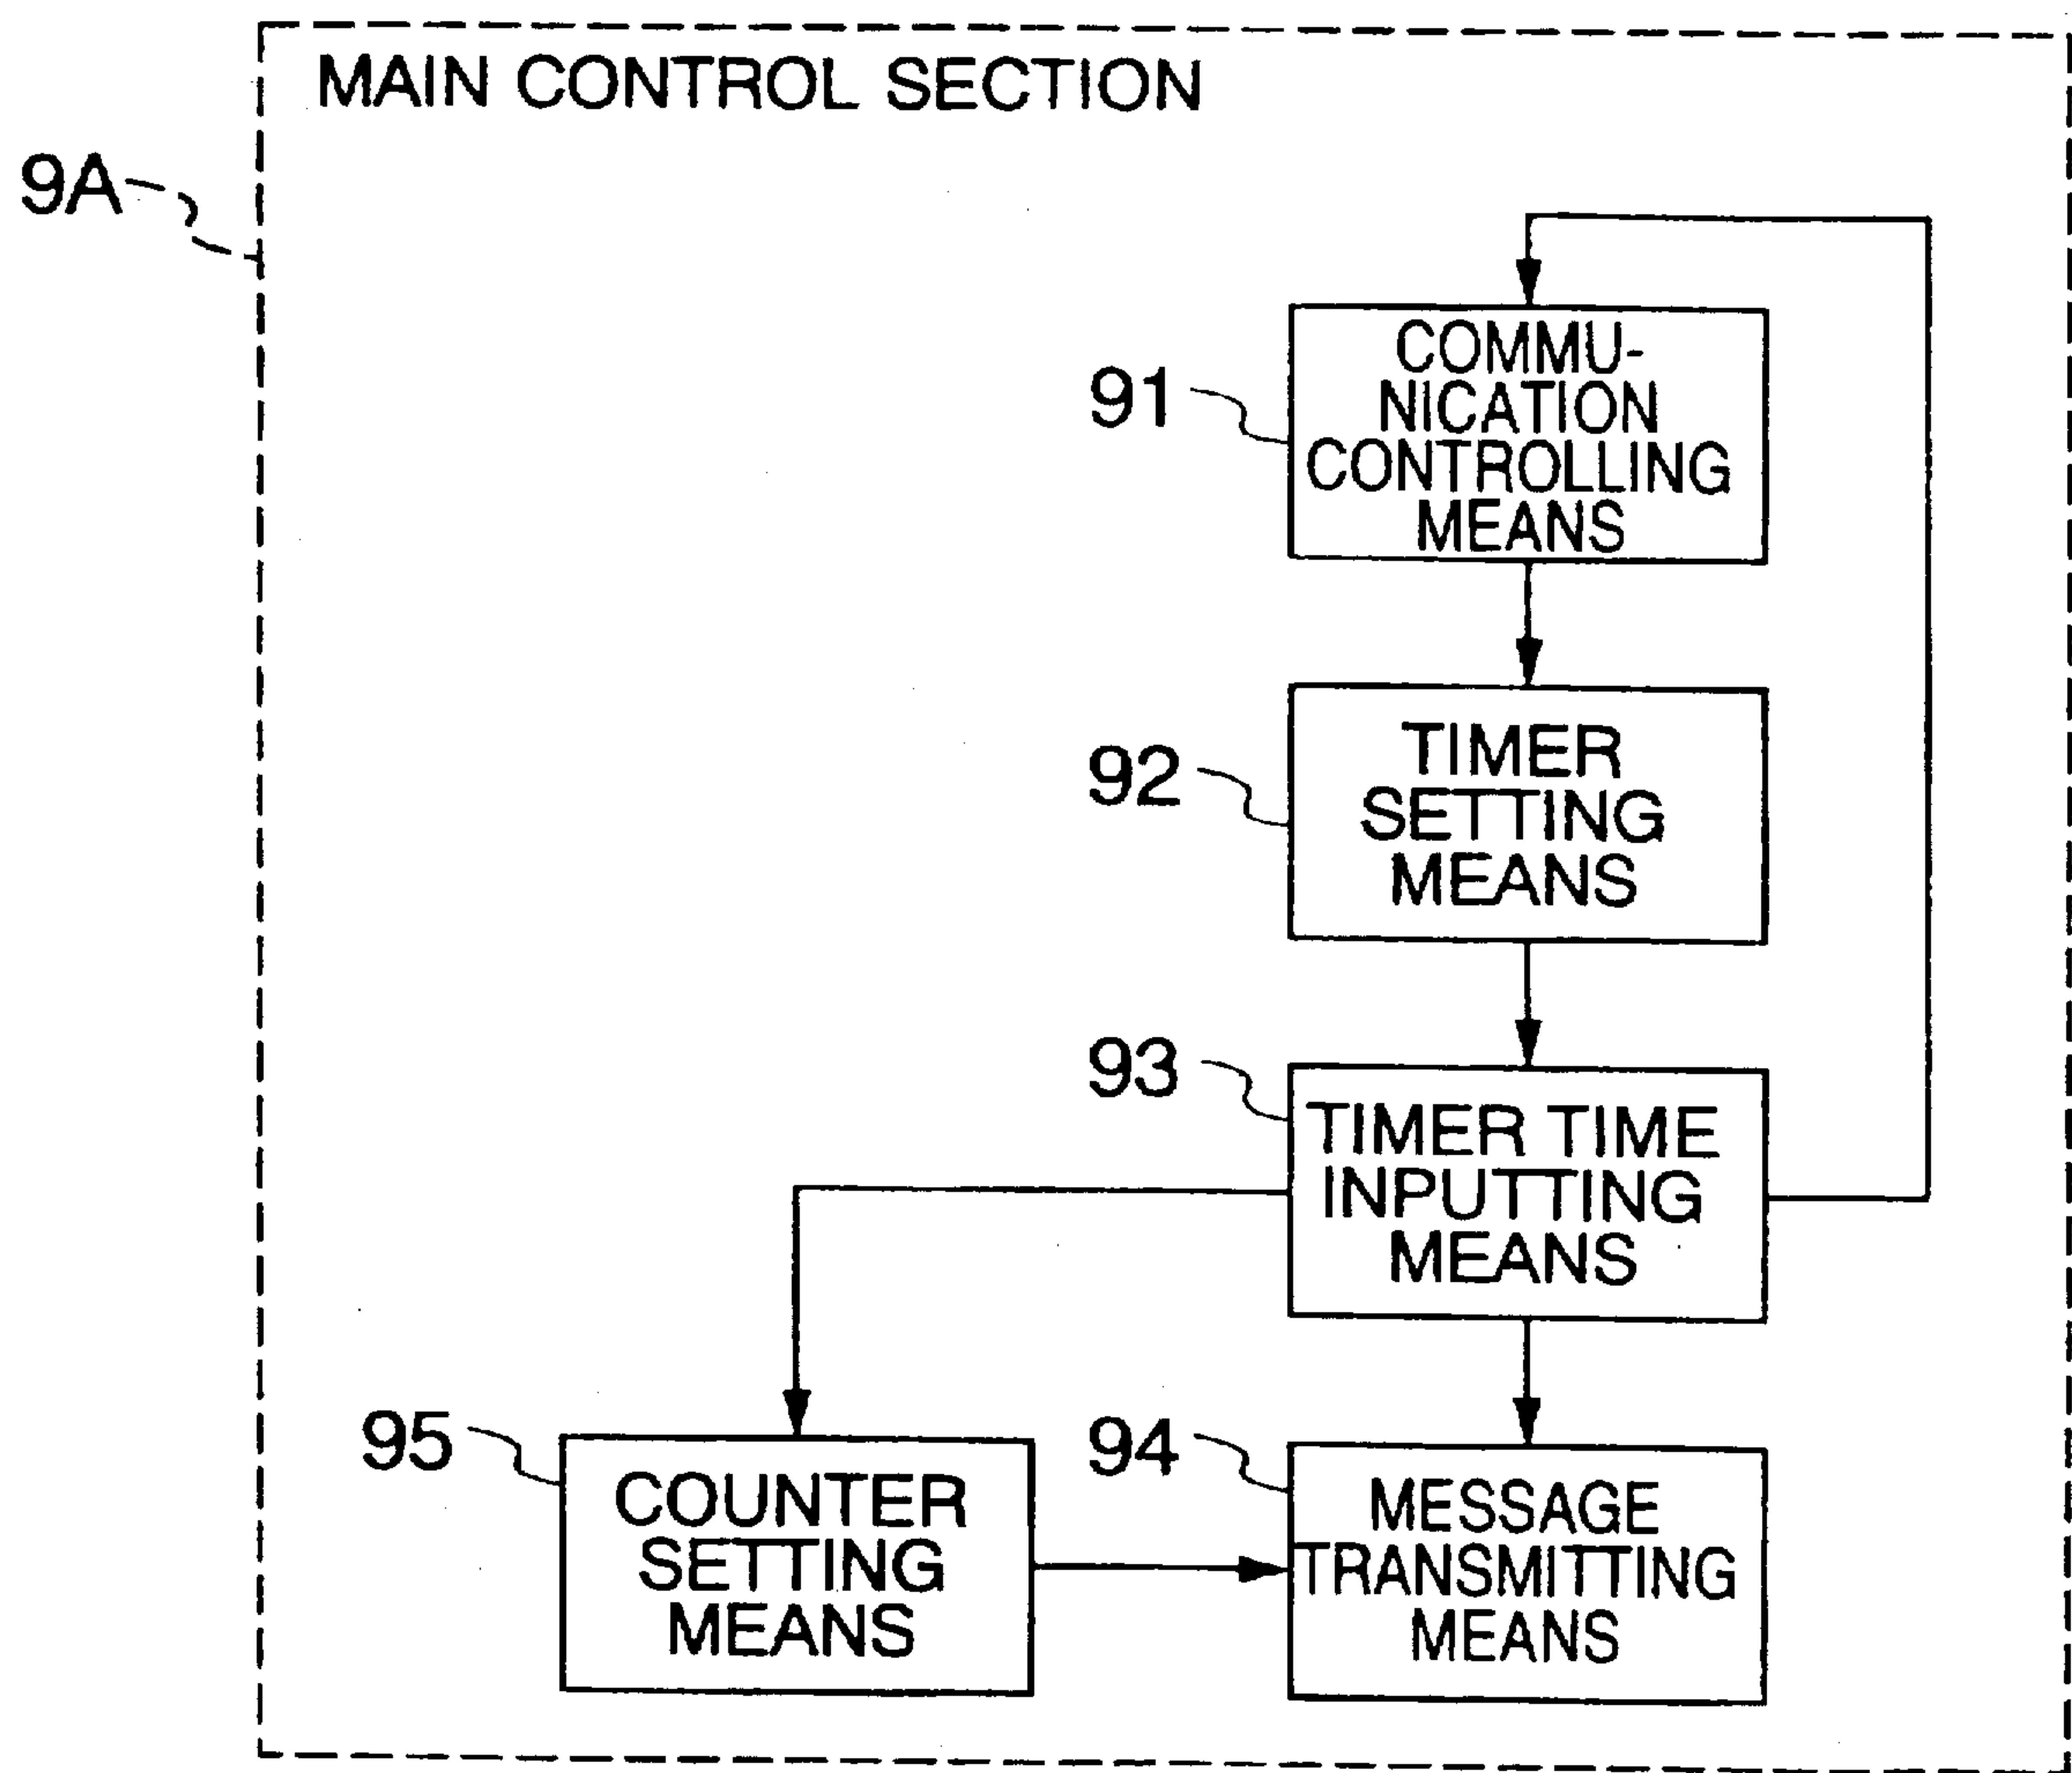 MAIN CONTROL SECTION
9A
91
COMMU-
NICATION
CONTROLLING
MEANS
92
TIMER
SETTING
MEANS
93
TIMER TIME
INPUTTING
MEANS
95
COUNTER
SETTING
MEANS
94
MESSAGE
TRANSMITTING
MEANS